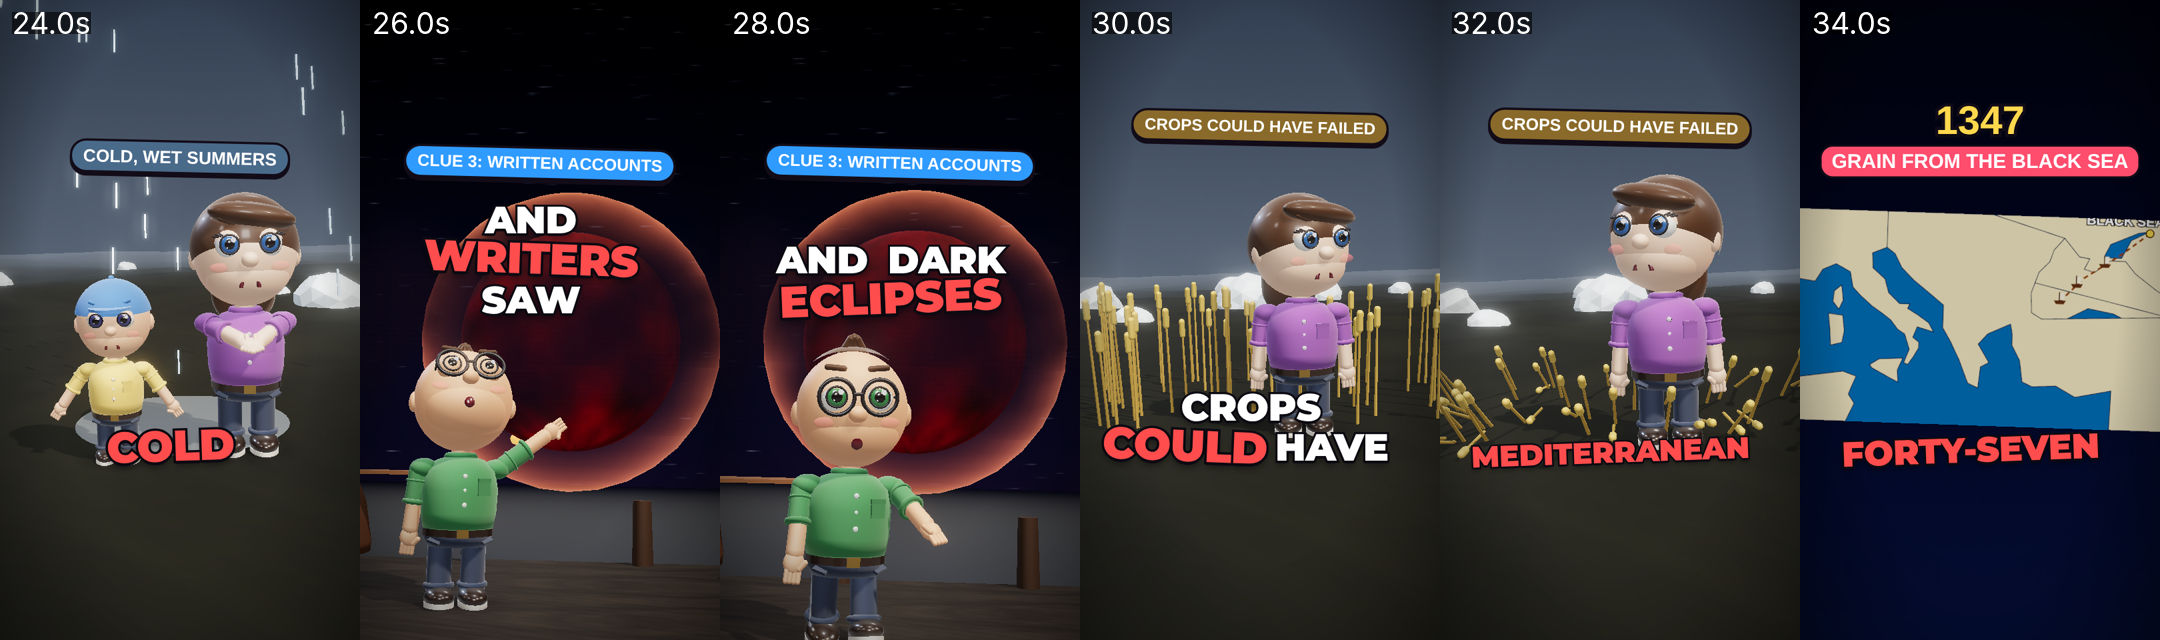 24.0s
COLD, WET SUMMERS
COLD
26.0s
CLUE 3: WRITTEN ACCOUNTS
AND
WRITERS
SAW
28.0s
CLUE 3: WRITTEN ACCOUNTS
AND DARK
ECLIPSES
30.0s
CROPS COULD HAVE FAILED
CROPS
COULD HAVE
32.0s
CROPS COULD HAVE FAILED
MEDITERRANEAN
34.0s
1347
GRAIN FROM THE BLACK SEA
BLACK SEA
FORTY-SEVEN